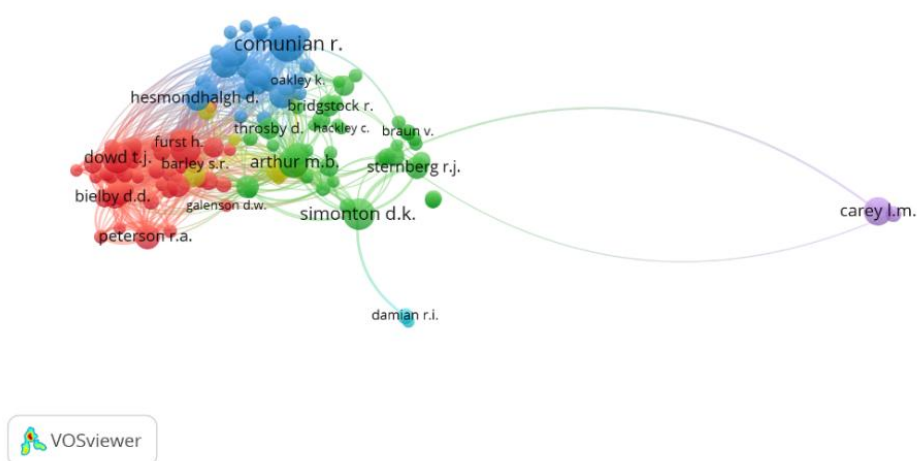 comunian r.
oakley k.
hesmondhalgh d.
bridgstock r.
throsby d.
hackley c.
braun v.
furst h.
dowd t.j.
barley s.r.
arthur m.b.
sternberg r.j.
bielby d.d.
galenson d.w.
simonton d.k.
carey l.m.
peterson r.a.
damian r.i.
VOSviewer